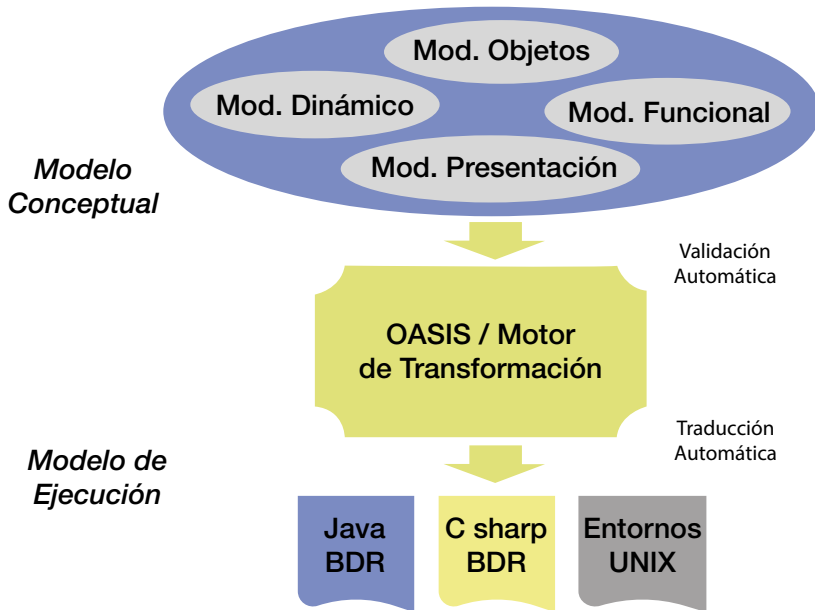 Mod. Objetos
Mod. Dinámico
Mod. Funcional
Mod. Presentación
Modelo
Conceptual
Validación
Automática
OASIS / Motor
de Transformación
Traducción
Automática
Modelo de
Ejecución
Java
BDR
C sharp
BDR
Entornos
UNIX